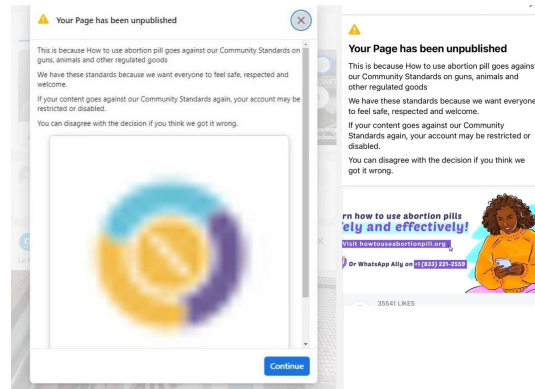 Your Page has been unpublished
This is because How to use abortion pill goes against our Community Standards on
guns, animals and other regulated goods
We have these standards because we want everyone to feel safe, respected and
welcome.
If your content goes against our Community Standards again, your account may be
restricted or disabled.
You can disagree with the decision if you think we got it wrong.
Continue
Your Page has been unpublished
This is because How to use abortion pill goes against
our Community Standards on guns, animals and
other regulated goods
We have these standards because we want everyone
to feel safe, respected and welcome.
If your content goes against our Community
Standards again, your account may be restricted or
disabled.
You can disagree with the decision if you think we
got it wrong.
rn how to use abortion pills
ely and effectively!
Visit howtouseabortionpill.org
Or WhatsApp Ally on +1 (833) 221-2559
35541 LIKES